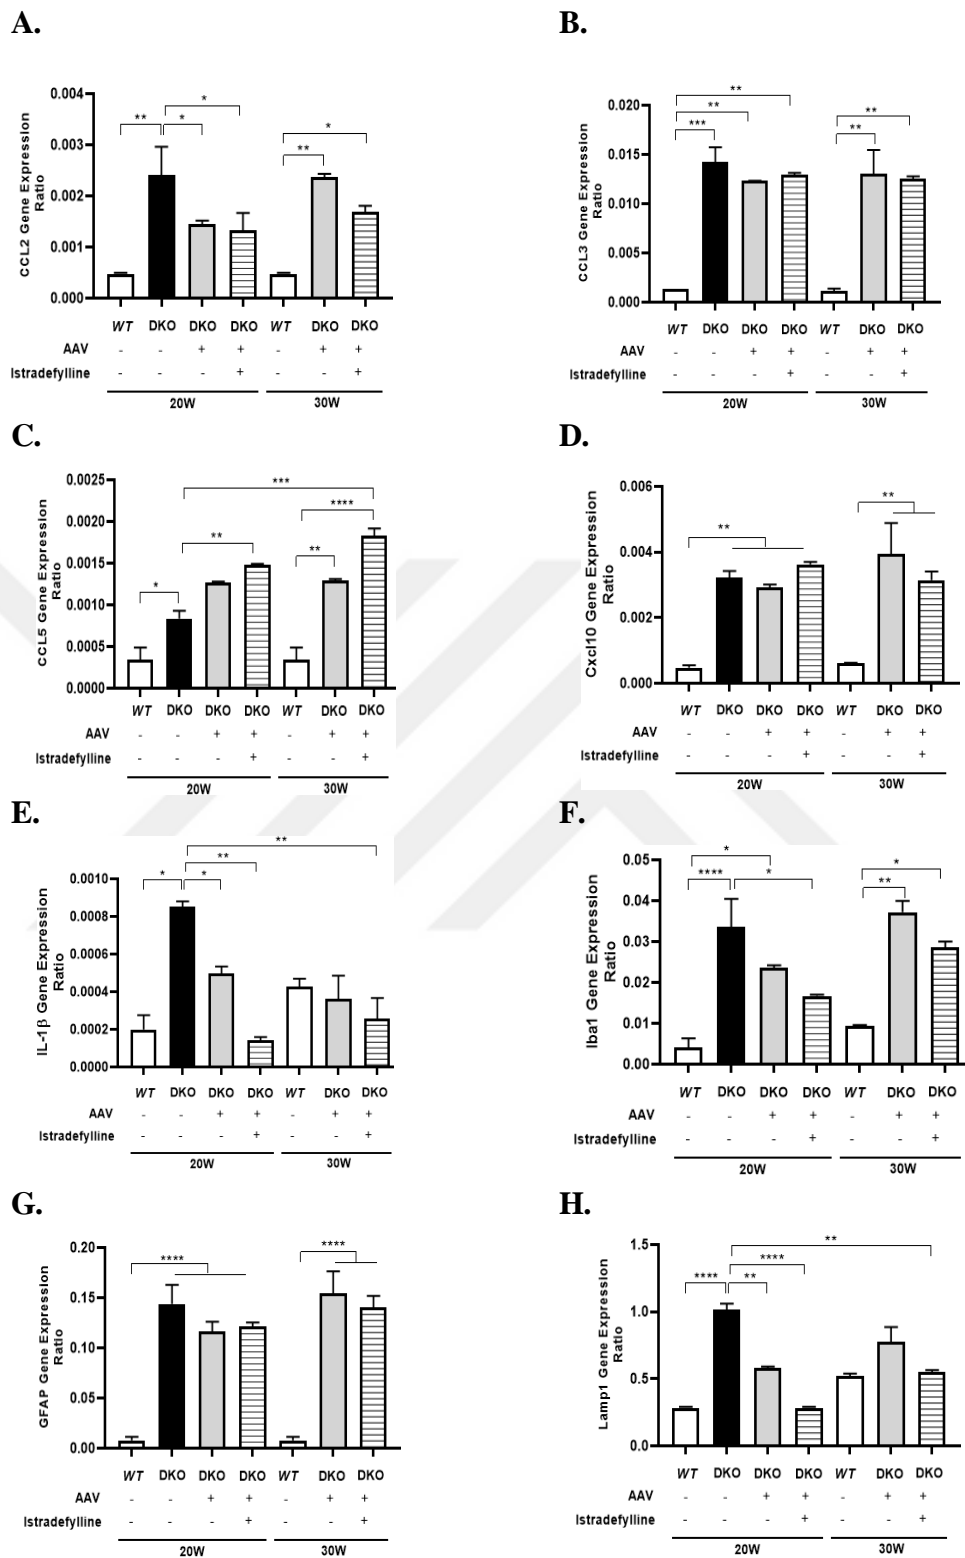 A.
CCL2 Gene Expression
Ratio
0.004
0.003
0.002
0.001
0.000
** * * ** *
WT DKO DKO DKO WT DKO DKO
AAV - - + + - + +
Istradefylline - - - + - - +
20W 30W
B.
CCL3 Gene Expression
Ratio
0.020
0.015
0.010
0.005
0.000
*** ** ** ** **
WT DKO DKO DKO WT DKO DKO
AAV - - + + - + +
Istradefylline - - - + - - +
20W 30W
C.
CCL5 Gene Expression
Ratio
0.0025
0.0020
0.0015
0.0010
0.0005
0.0000
* ** *** ** ****
WT DKO DKO DKO WT DKO DKO
AAV - - + + - + +
Istradefylline - - - + - - +
20W 30W
D.
Cxcl10 Gene Expression
Ratio
0.006
0.004
0.002
0.000
** **
WT DKO DKO DKO WT DKO DKO
AAV - - + + - + +
Istradefylline - - - + - - +
20W 30W
E.
IL-1β Gene Expression
Ratio
0.0010
0.0008
0.0006
0.0004
0.0002
0.0000
* * ** **
WT DKO DKO DKO WT DKO DKO
AAV - - + + - + +
Istradefylline - - - + - - +
20W 30W
F.
Iba1 Gene Expression
Ratio
0.05
0.04
0.03
0.02
0.01
0.00
**** * * ** *
WT DKO DKO DKO WT DKO DKO
AAV - - + + - + +
Istradefylline - - - + - - +
20W 30W
G.
GFAP Gene Expression
Ratio
0.20
0.15
0.10
0.05
0.00
**** ****
WT DKO DKO DKO WT DKO DKO
AAV - - + + - + +
Istradefylline - - - + - - +
20W 30W
H.
Lamp1 Gene Expression
Ratio
1.5
1.0
0.5
0.0
**** ** **** **
WT DKO DKO DKO WT DKO DKO
AAV - - + + - + +
Istradefylline - - - + - - +
20W 30W